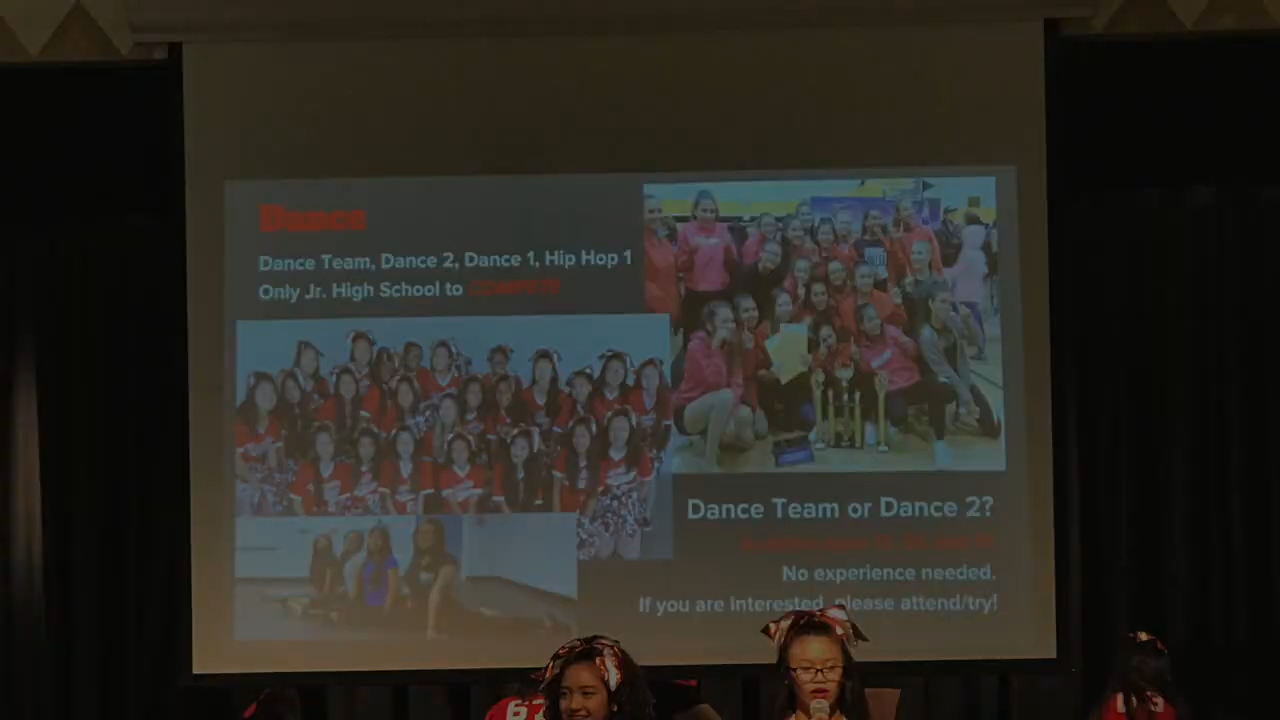 Dance
Dance Team, Dance 2, Dance 1, Hip Hop 1
Only Jr. High School to COMPETE
Dance Team or Dance 2?
No experience needed.
If you are interested, please attend/try!